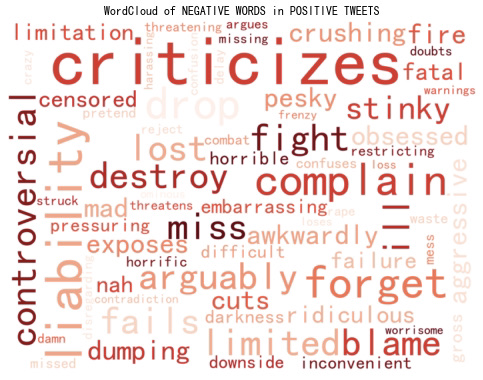 WordCloud of NEGATIVE WORDS in POSITIVE TWEETS
threatening argues
limitation missing crushing fire
crazy harassing confusion delay doubts
criticizes fatal
warnings
censored drop pesky stinky
pretend frenzy
controversial liability reject lost combat fight obsessed
horrible restricting
destroy confuses loss
complain ill
struck mad threatens embarrassing rape
pressuring miss loses waste
exposes awkwardly mess
horrific difficult failure gross aggressive
nah arguably forget
disregarding contradiction cuts
fails darkness ridiculous
damn limited blame worrisome
missed dumping downside inconvenient